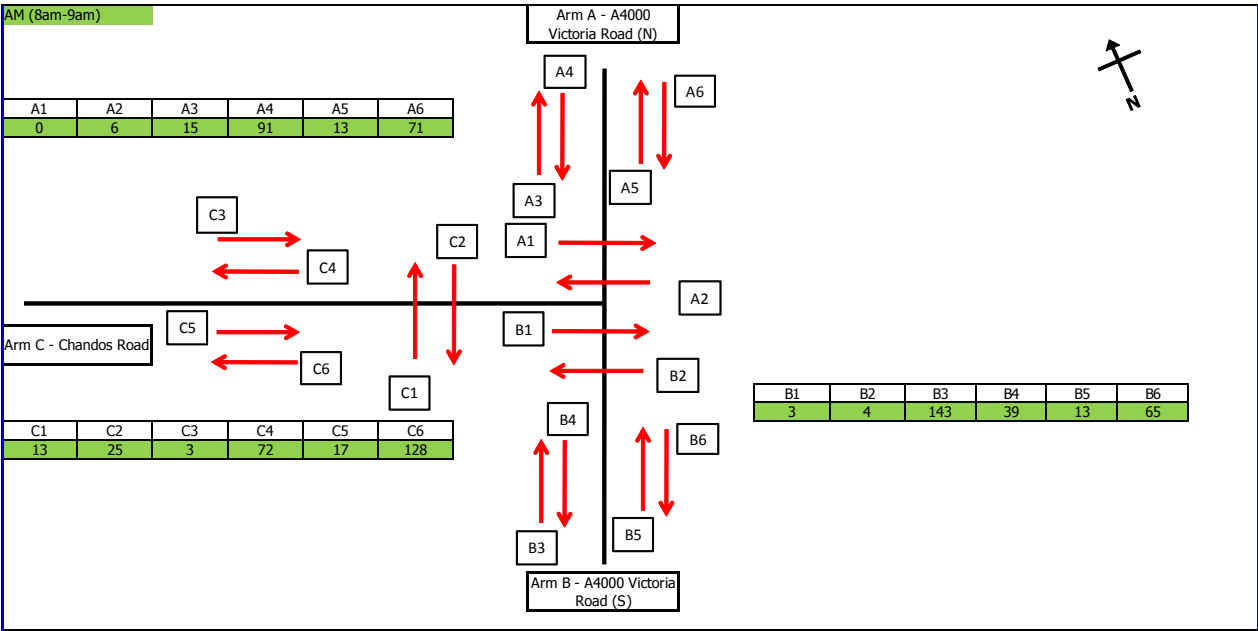 AM (8am-9am)
Arm A - A4000
Victoria Road (N)
N
A4
A6
A1 A2 A3 A4 A5 A6
0 6 15 91 13 71
A3
A5
C3
C2
A1
C4
A2
C5
B1
Arm C - Chandos Road
C6
B2
C1
B1 B2 B3 B4 B5 B6
3 4 143 39 13 65
B4
B6
C1 C2 C3 C4 C5 C6
13 25 3 72 17 128
B3
B5
Arm B - A4000 Victoria
Road (S)